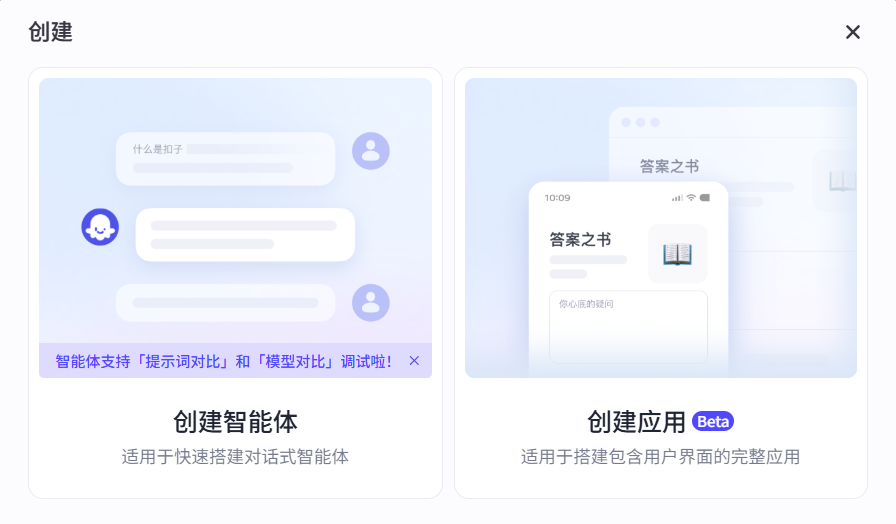 创建
什么是扣子
智能体支持「提示词对比」和「模型对比」调试啦！
创建智能体
适用于快速搭建对话式智能体
答案之书
10:09
答案之书
你心底的疑问
创建应用 Beta
适用于搭建包含用户界面的完整应用